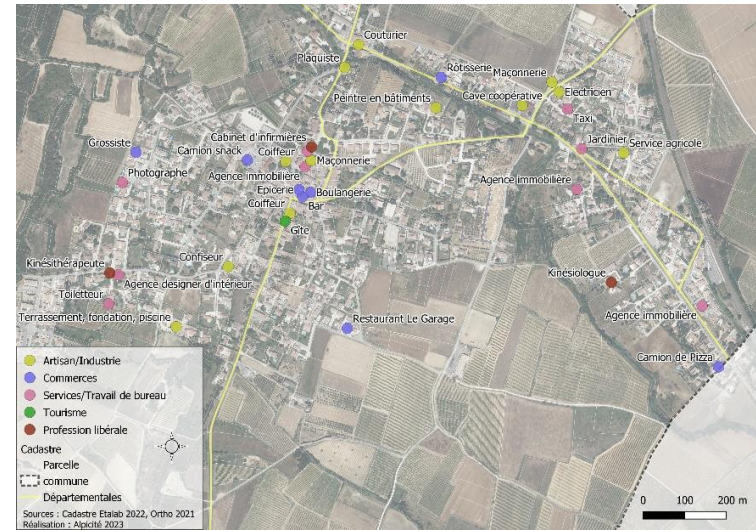 Couturier
Plaquiste
Rôtisserie
Maçonnerie
Electricien
Peintre en bâtiments
Cave coopérative
Taxi
Cabinet d'infirmières
Grossiste
Camion snack
Coiffeur
Maçonnerie
Jardinier
Service agricole
Photographe
Agence immobilière
Agence immobilière
Epicerie
Boulangerie
Coiffeur
Bar
Gîte
Confiseur
Kinésithérapeute
Agence designer d'intérieur
Kinésiologue
Toiletteur
Terrassement, fondation, piscine
Restaurant Le Garage
Agence immobilière
Camion de Pizza
Artisan/Industrie
Commerces
Services/Travail de bureau
Tourisme
Profession libérale
Cadastre
Parcelle
commune
Départementales
Sources : Cadastre Etalab 2022, Ortho 2021
Réalisation : Alpicité 2023
0 100 200 m